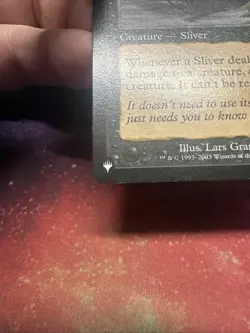 Creature — Sliver
Whenever a Sliver deal
damage to a creature,
creature. It can't be re
It doesn't need to use its
just needs you to know
Illus. Lars Gra
™ & © 1993-2003 Wizards of th